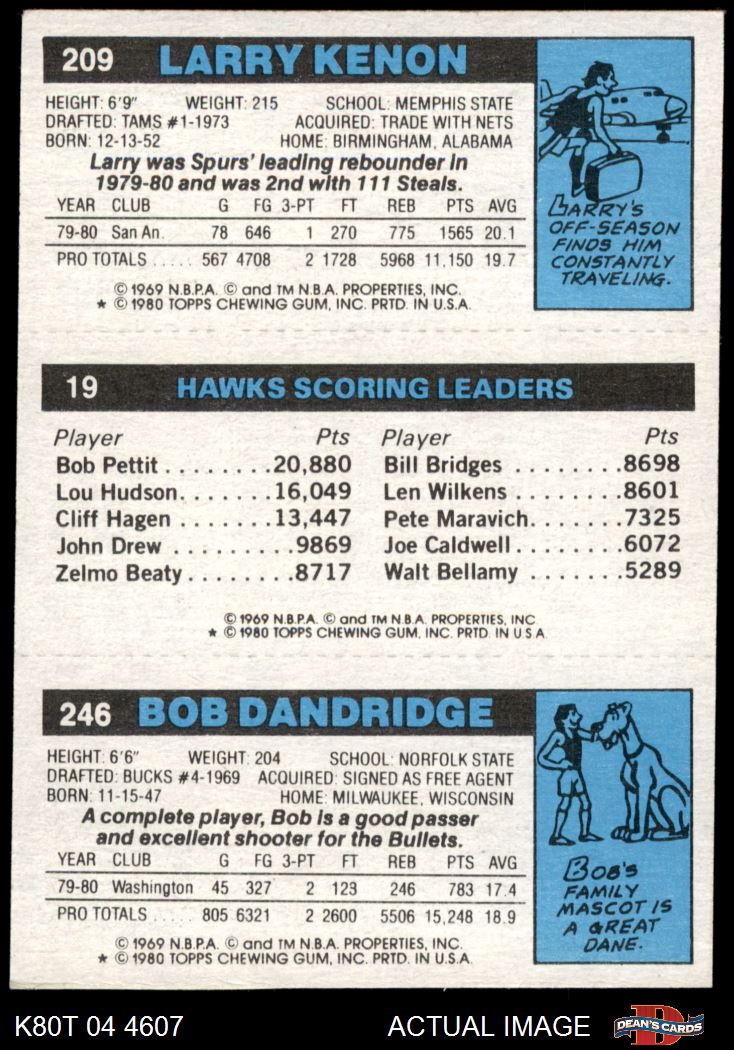 209 LARRY KENON
HEIGHT: 6'9" WEIGHT: 215 SCHOOL: MEMPHIS STATE
DRAFTED: TAMS #1-1973 ACQUIRED: TRADE WITH NETS
BORN: 12-13-52 HOME: BIRMINGHAM, ALABAMA
Larry was Spurs' leading rebounder in
1979-80 and was 2nd with 111 Steals.
YEAR CLUB G FG 3-PT FT REB PTS AVG
79-80 San An. 78 646 1 270 775 1565 20.1
PRO TOTALS ..... 567 4708 2 1728 5968 11,150 19.7
© 1969 N.B.P.A. © and TM N.B.A. PROPERTIES, INC.
* © 1980 TOPPS CHEWING GUM, INC. PRTD. IN U.S.A.
LARRY'S
OFF-SEASON
FINDS HIM
CONSTANTLY
TRAVELING.
19 HAWKS SCORING LEADERS
Player Pts Player Pts
Bob Pettit ........20,880 Bill Bridges ........8698
Lou Hudson........16,049 Len Wilkens ........8601
Cliff Hagen ........13,447 Pete Maravich........7325
John Drew .........9869 Joe Caldwell........6072
Zelmo Beaty........8717 Walt Bellamy .......5289
© 1969 N.B.P.A. © and TM N.B.A. PROPERTIES, INC
* © 1980 TOPPS CHEWING GUM, INC. PRTD. IN U S A
246 BOB DANDRIDGE
HEIGHT: 6'6" WEIGHT: 204 SCHOOL: NORFOLK STATE
DRAFTED: BUCKS #4-1969 ACQUIRED: SIGNED AS FREE AGENT
BORN: 11-15-47 HOME: MILWAUKEE, WISCONSIN
A complete player, Bob is a good passer
and excellent shooter for the Bullets.
YEAR CLUB G FG 3-PT FT REB PTS AVG
79-80 Washington 45 327 2 123 246 783 17.4
PRO TOTALS ..... 805 6321 2 2600 5506 15,248 18.9
© 1969 N.B.P.A. © and TM N.B.A. PROPERTIES, INC.
* © 1980 TOPPS CHEWING GUM, INC. PRTD. IN U.S.A.
BOB'S
FAMILY
MASCOT IS
A GREAT
DANE.
K80T 04 4607 ACTUAL IMAGE D DEAN'S CARDS